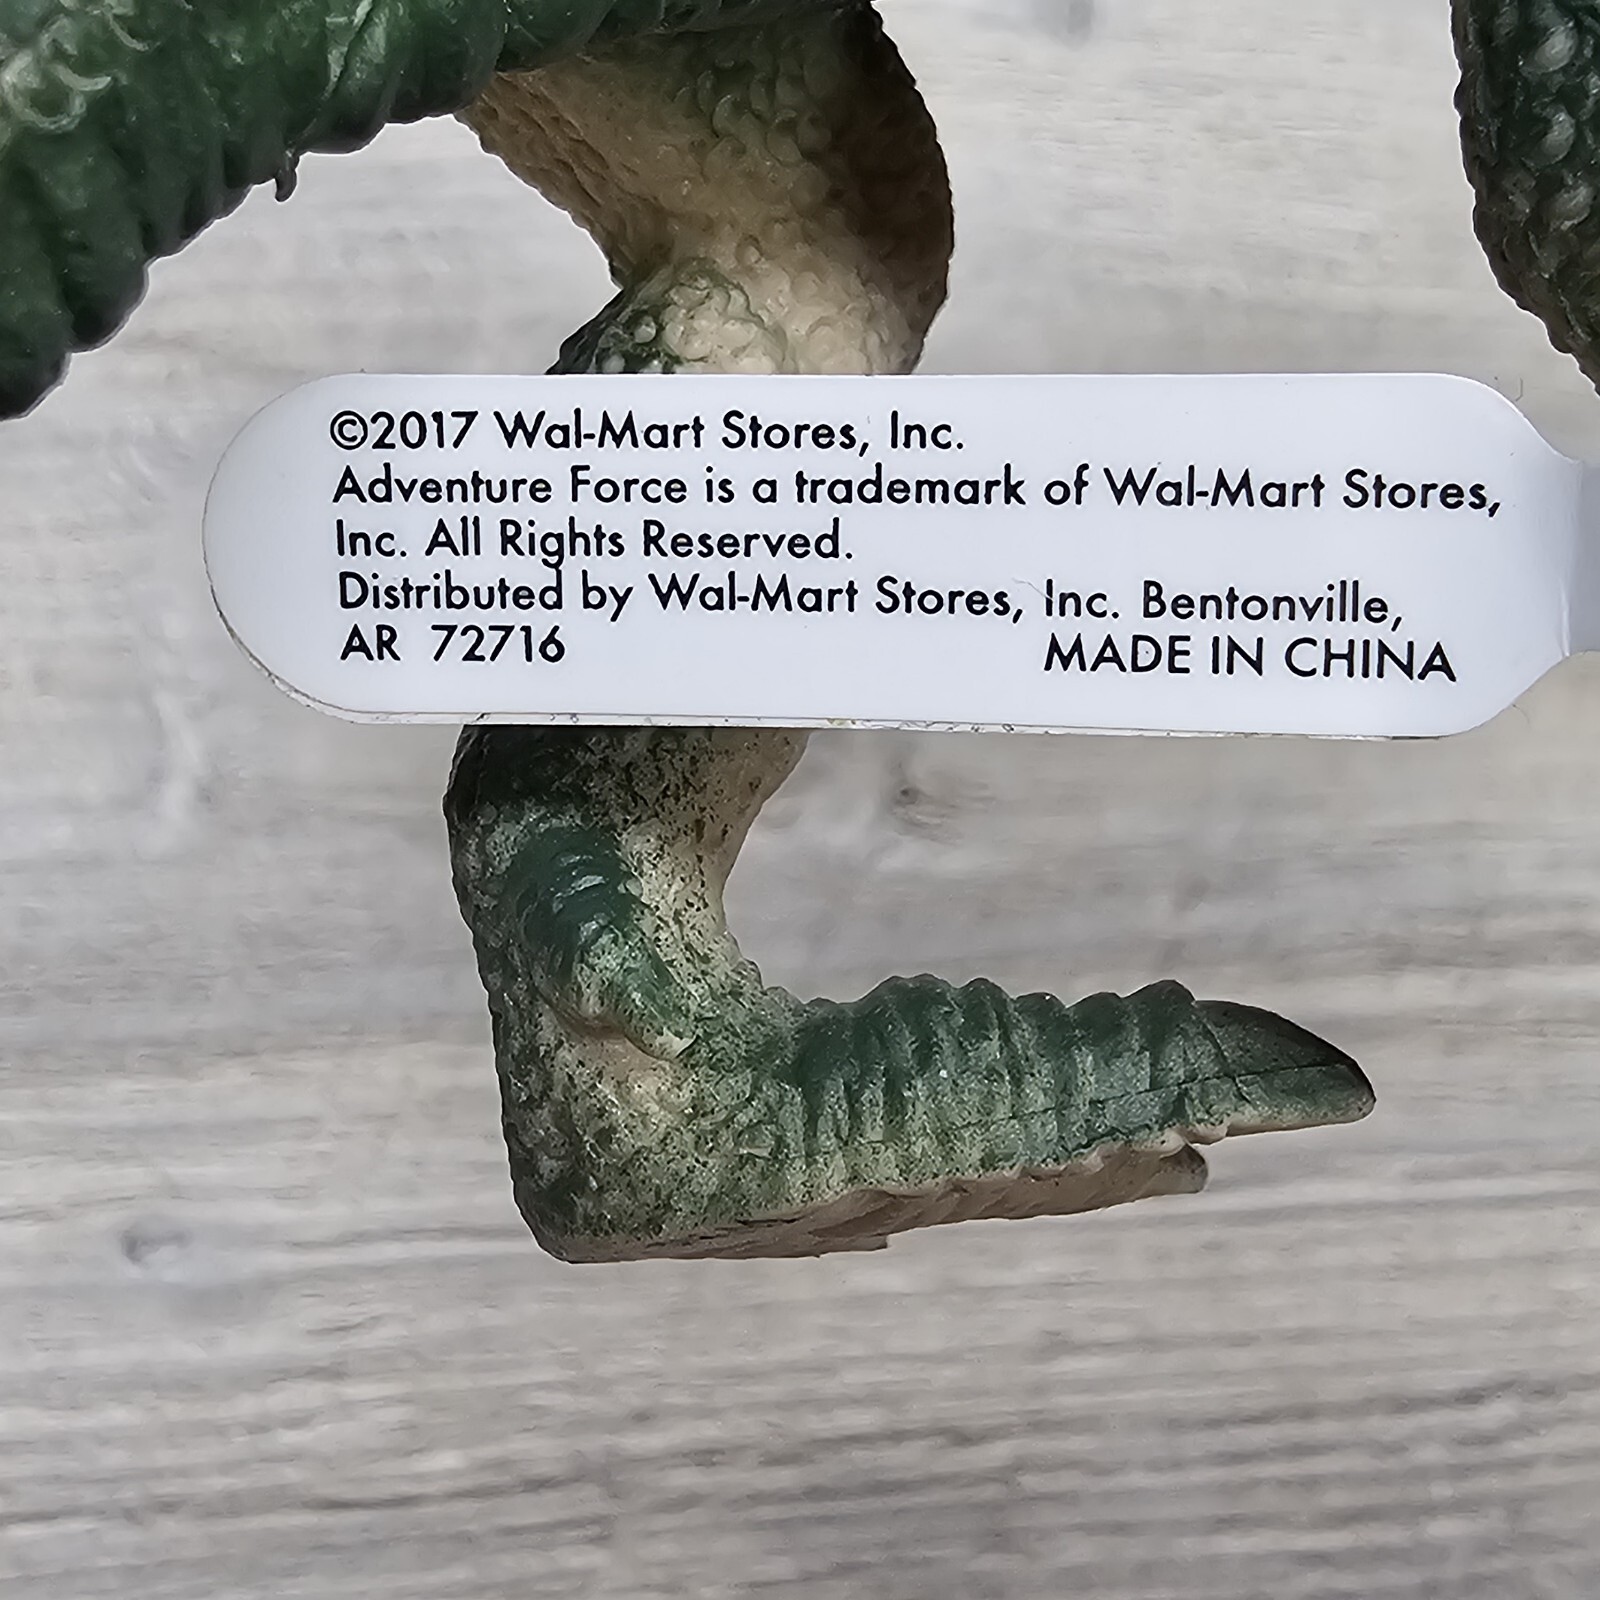 ©2017 Wal-Mart Stores, Inc.
Adventure Force is a trademark of Wal-Mart Stores,
Inc. All Rights Reserved.
Distributed by Wal-Mart Stores, Inc. Bentonville,
AR 72716 MADE IN CHINA